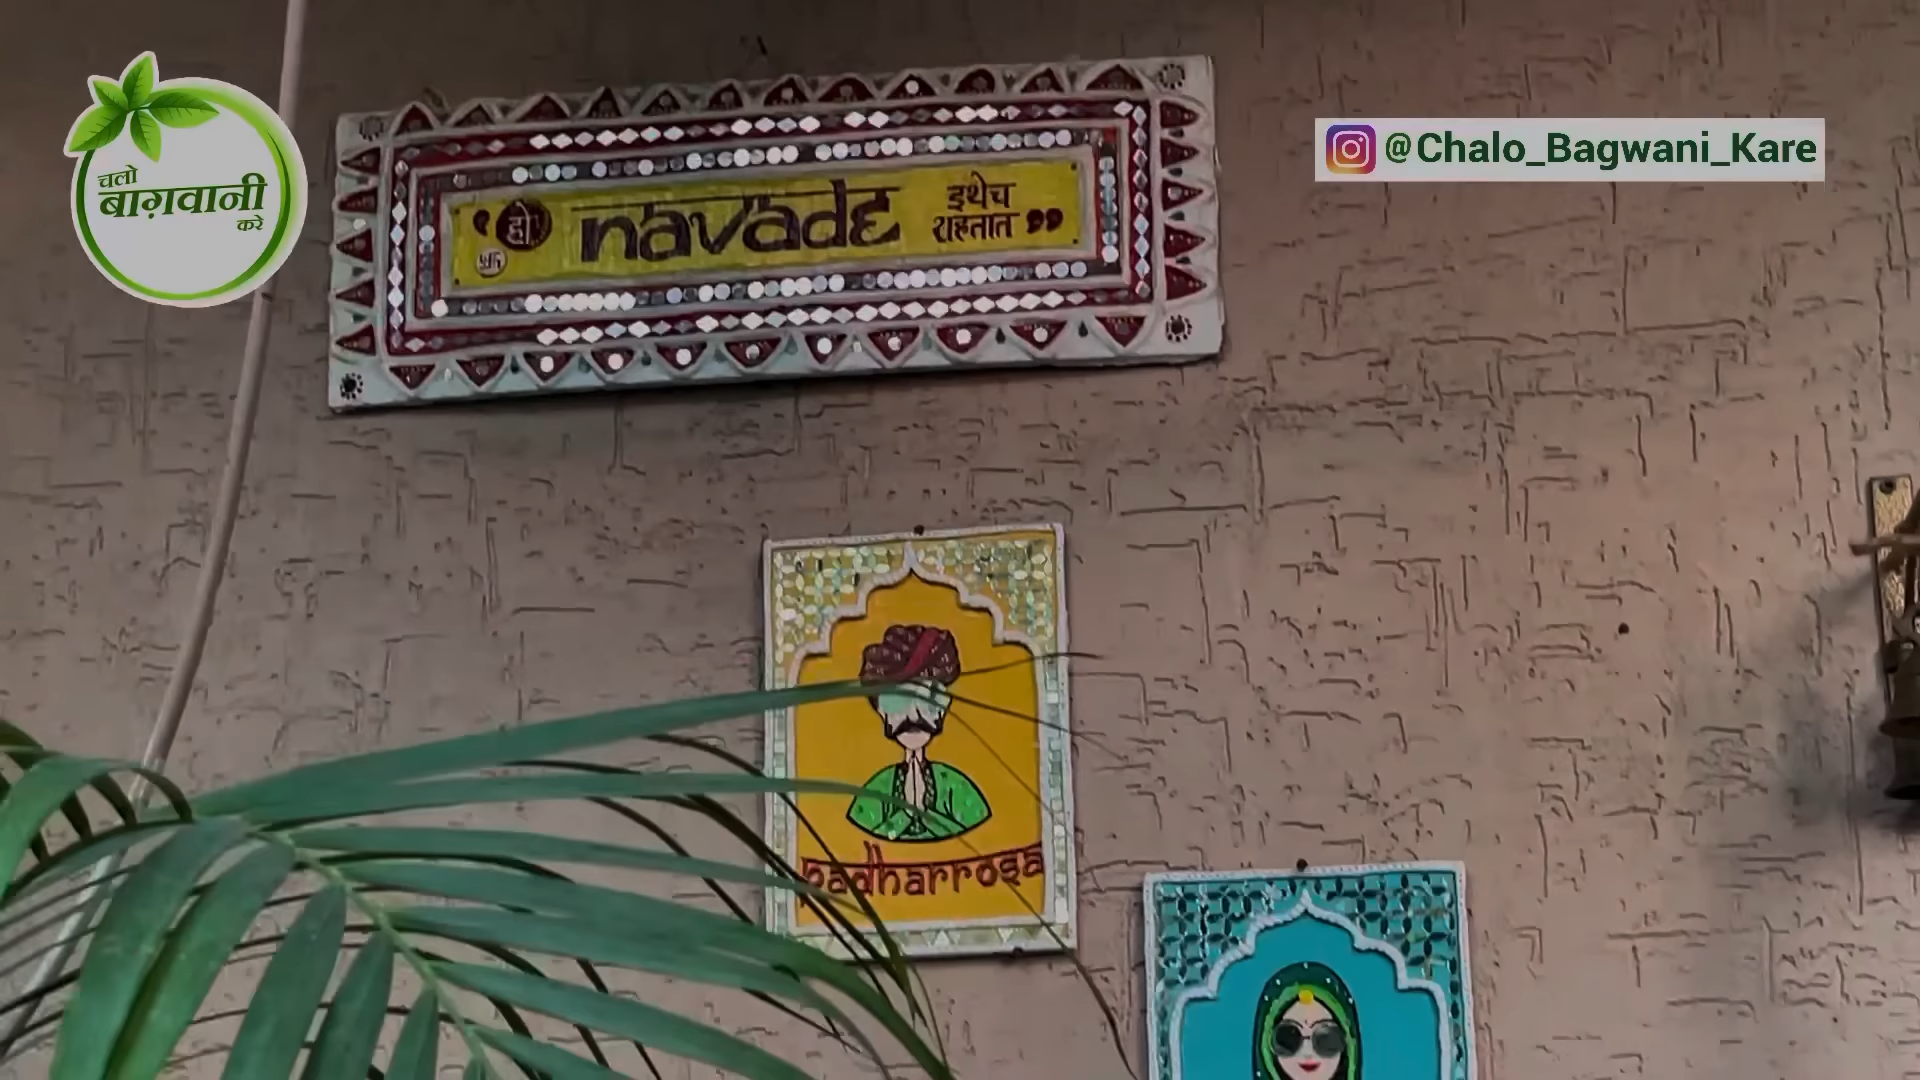 चलो
बाग़वानी
करे
@Chalo_Bagwani_Kare
हो navade इथेच
राहतात
padharrosa